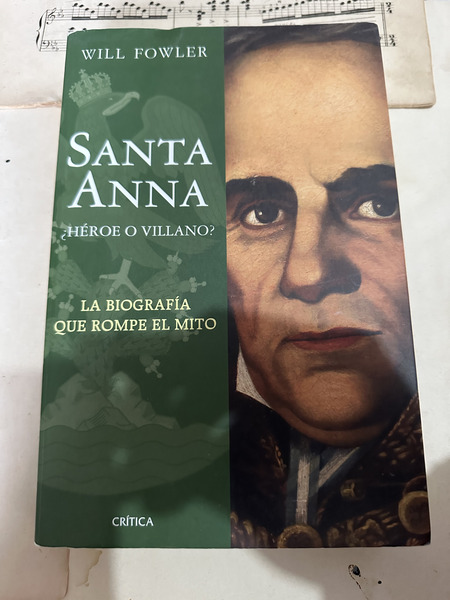 WILL FOWLER
SANTA
ANNA
¿HÉROE O VILLANO?
LA BIOGRAFÍA
QUE ROMPE EL MITO
CRÍTICA